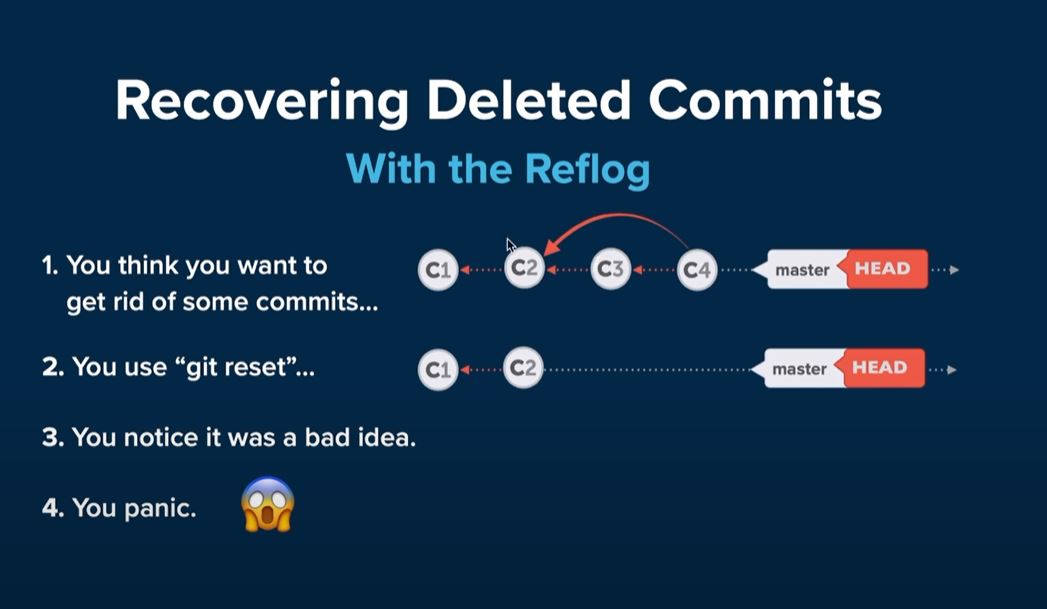 Recovering Deleted Commits
With the Reflog
1. You think you want to
get rid of some commits...
C1 C2 C3 C4 master HEAD
2. You use “git reset”...
C1 C2 master HEAD
3. You notice it was a bad idea.
4. You panic.